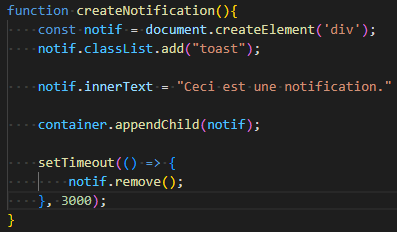 function createNotification(){
    const notif = document.createElement('div');
    notif.classList.add("toast");

    notif.innerText = "Ceci est une notification."

    container.appendChild(notif);

    setTimeout(() => {
        notif.remove();
    }, 3000);
}